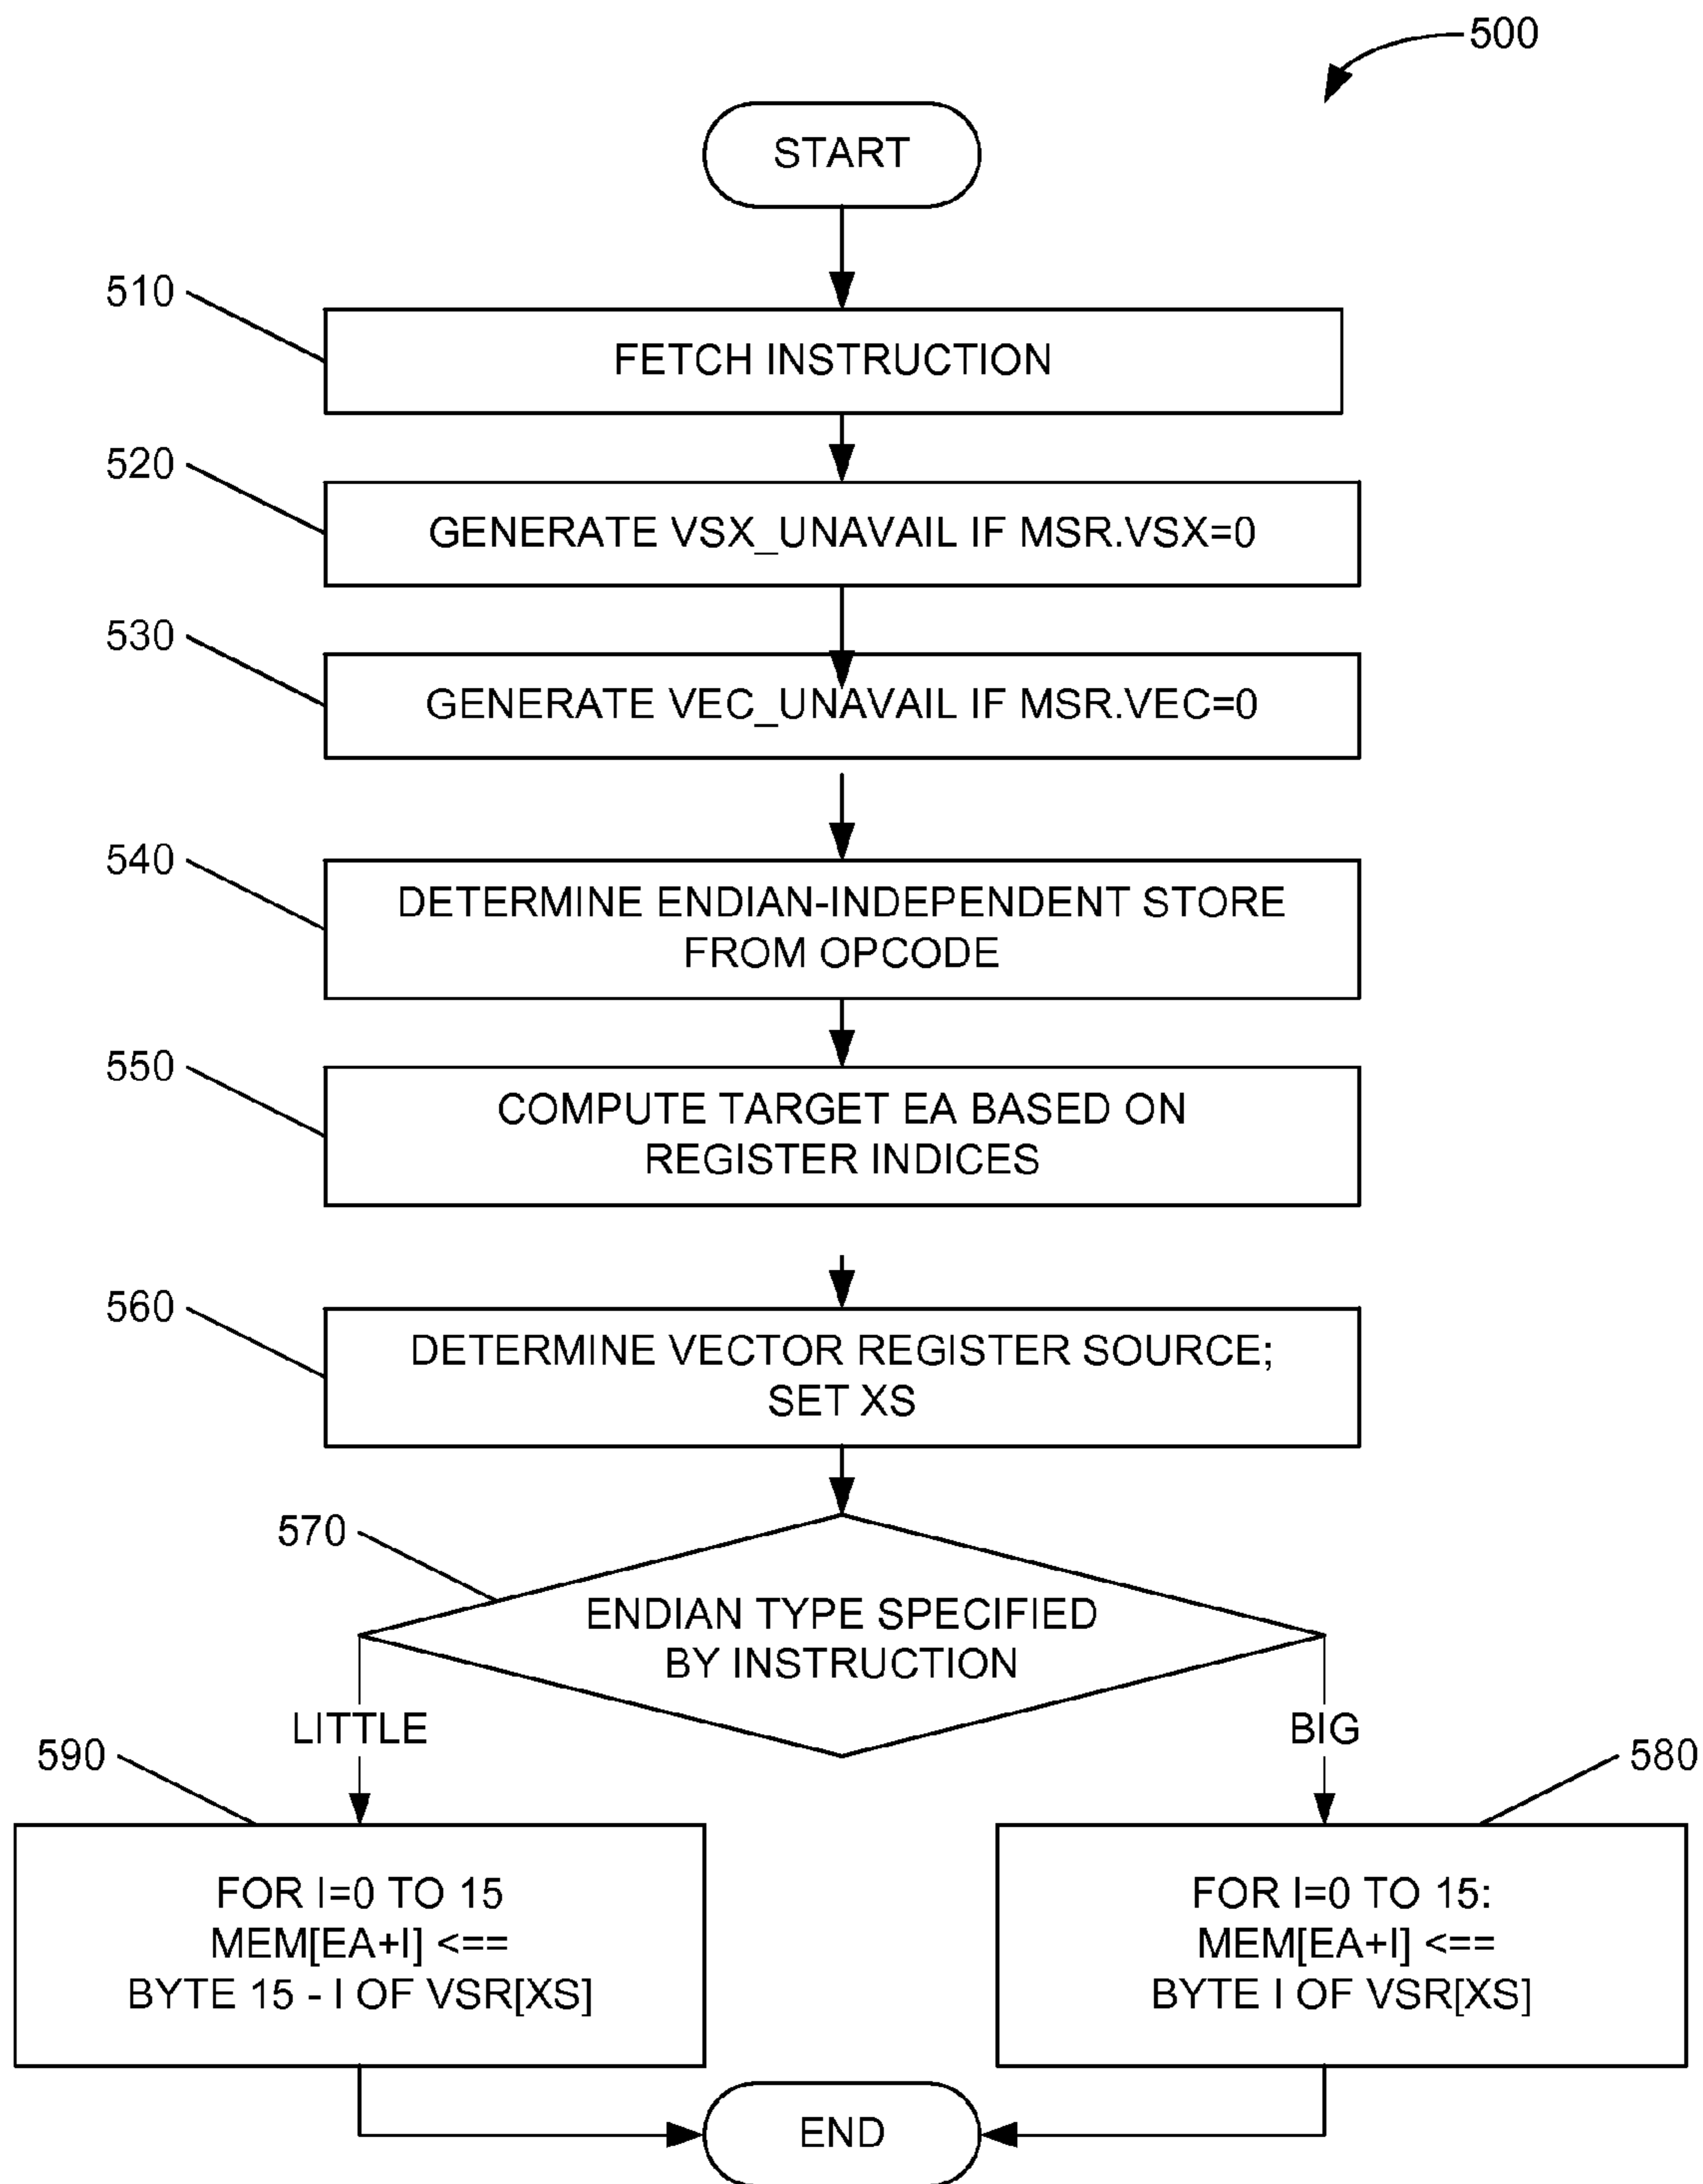 500
START
510
FETCH INSTRUCTION
520
GENERATE VSX_UNAVAIL IF MSR.VSX=0
530
GENERATE VEC_UNAVAIL IF MSR.VEC=0
540
DETERMINE ENDIAN-INDEPENDENT STORE
FROM OPCODE
550
COMPUTE TARGET EA BASED ON
REGISTER INDICES
560
DETERMINE VECTOR REGISTER SOURCE;
SET XS
570
ENDIAN TYPE SPECIFIED
BY INSTRUCTION
LITTLE
BIG
590
580
FOR I=0 TO 15
MEM[EA+I] <==
BYTE 15 - I OF VSR[XS]
FOR I=0 TO 15:
MEM[EA+I] <==
BYTE I OF VSR[XS]
END